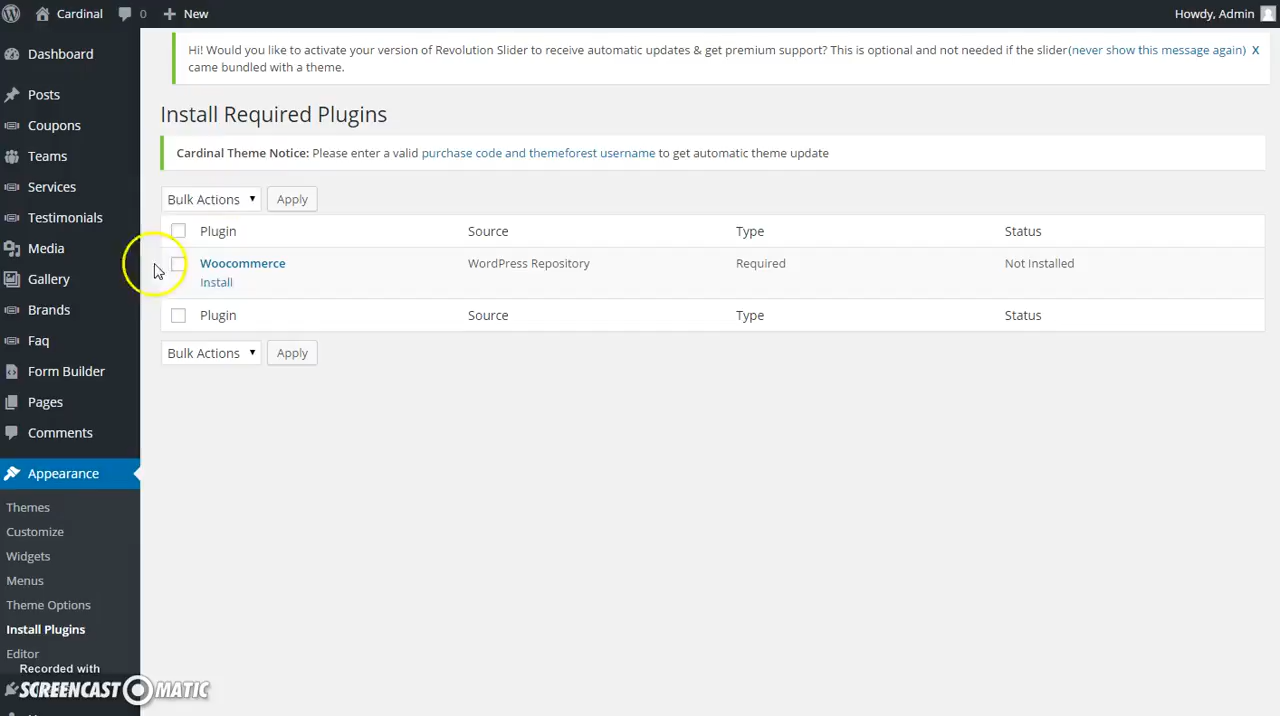 Cardinal 0 New Howdy, Admin
Dashboard
Posts
Coupons
Teams
Services
Testimonials
Media
Gallery
Brands
Faq
Form Builder
Pages
Comments
Appearance
Themes
Customize
Widgets
Menus
Theme Options
Install Plugins
Editor
Recorded with
SCREENCAST MATIC
Hi! Would you like to activate your version of Revolution Slider to receive automatic updates & get premium support? This is optional and not needed if the slider(never show this message again) X
came bundled with a theme.
Install Required Plugins
Cardinal Theme Notice: Please enter a valid purchase code and themeforest username to get automatic theme update
Bulk Actions Apply
Plugin Source Type Status
Woocommerce WordPress Repository Required Not Installed
Install
Plugin Source Type Status
Bulk Actions Apply